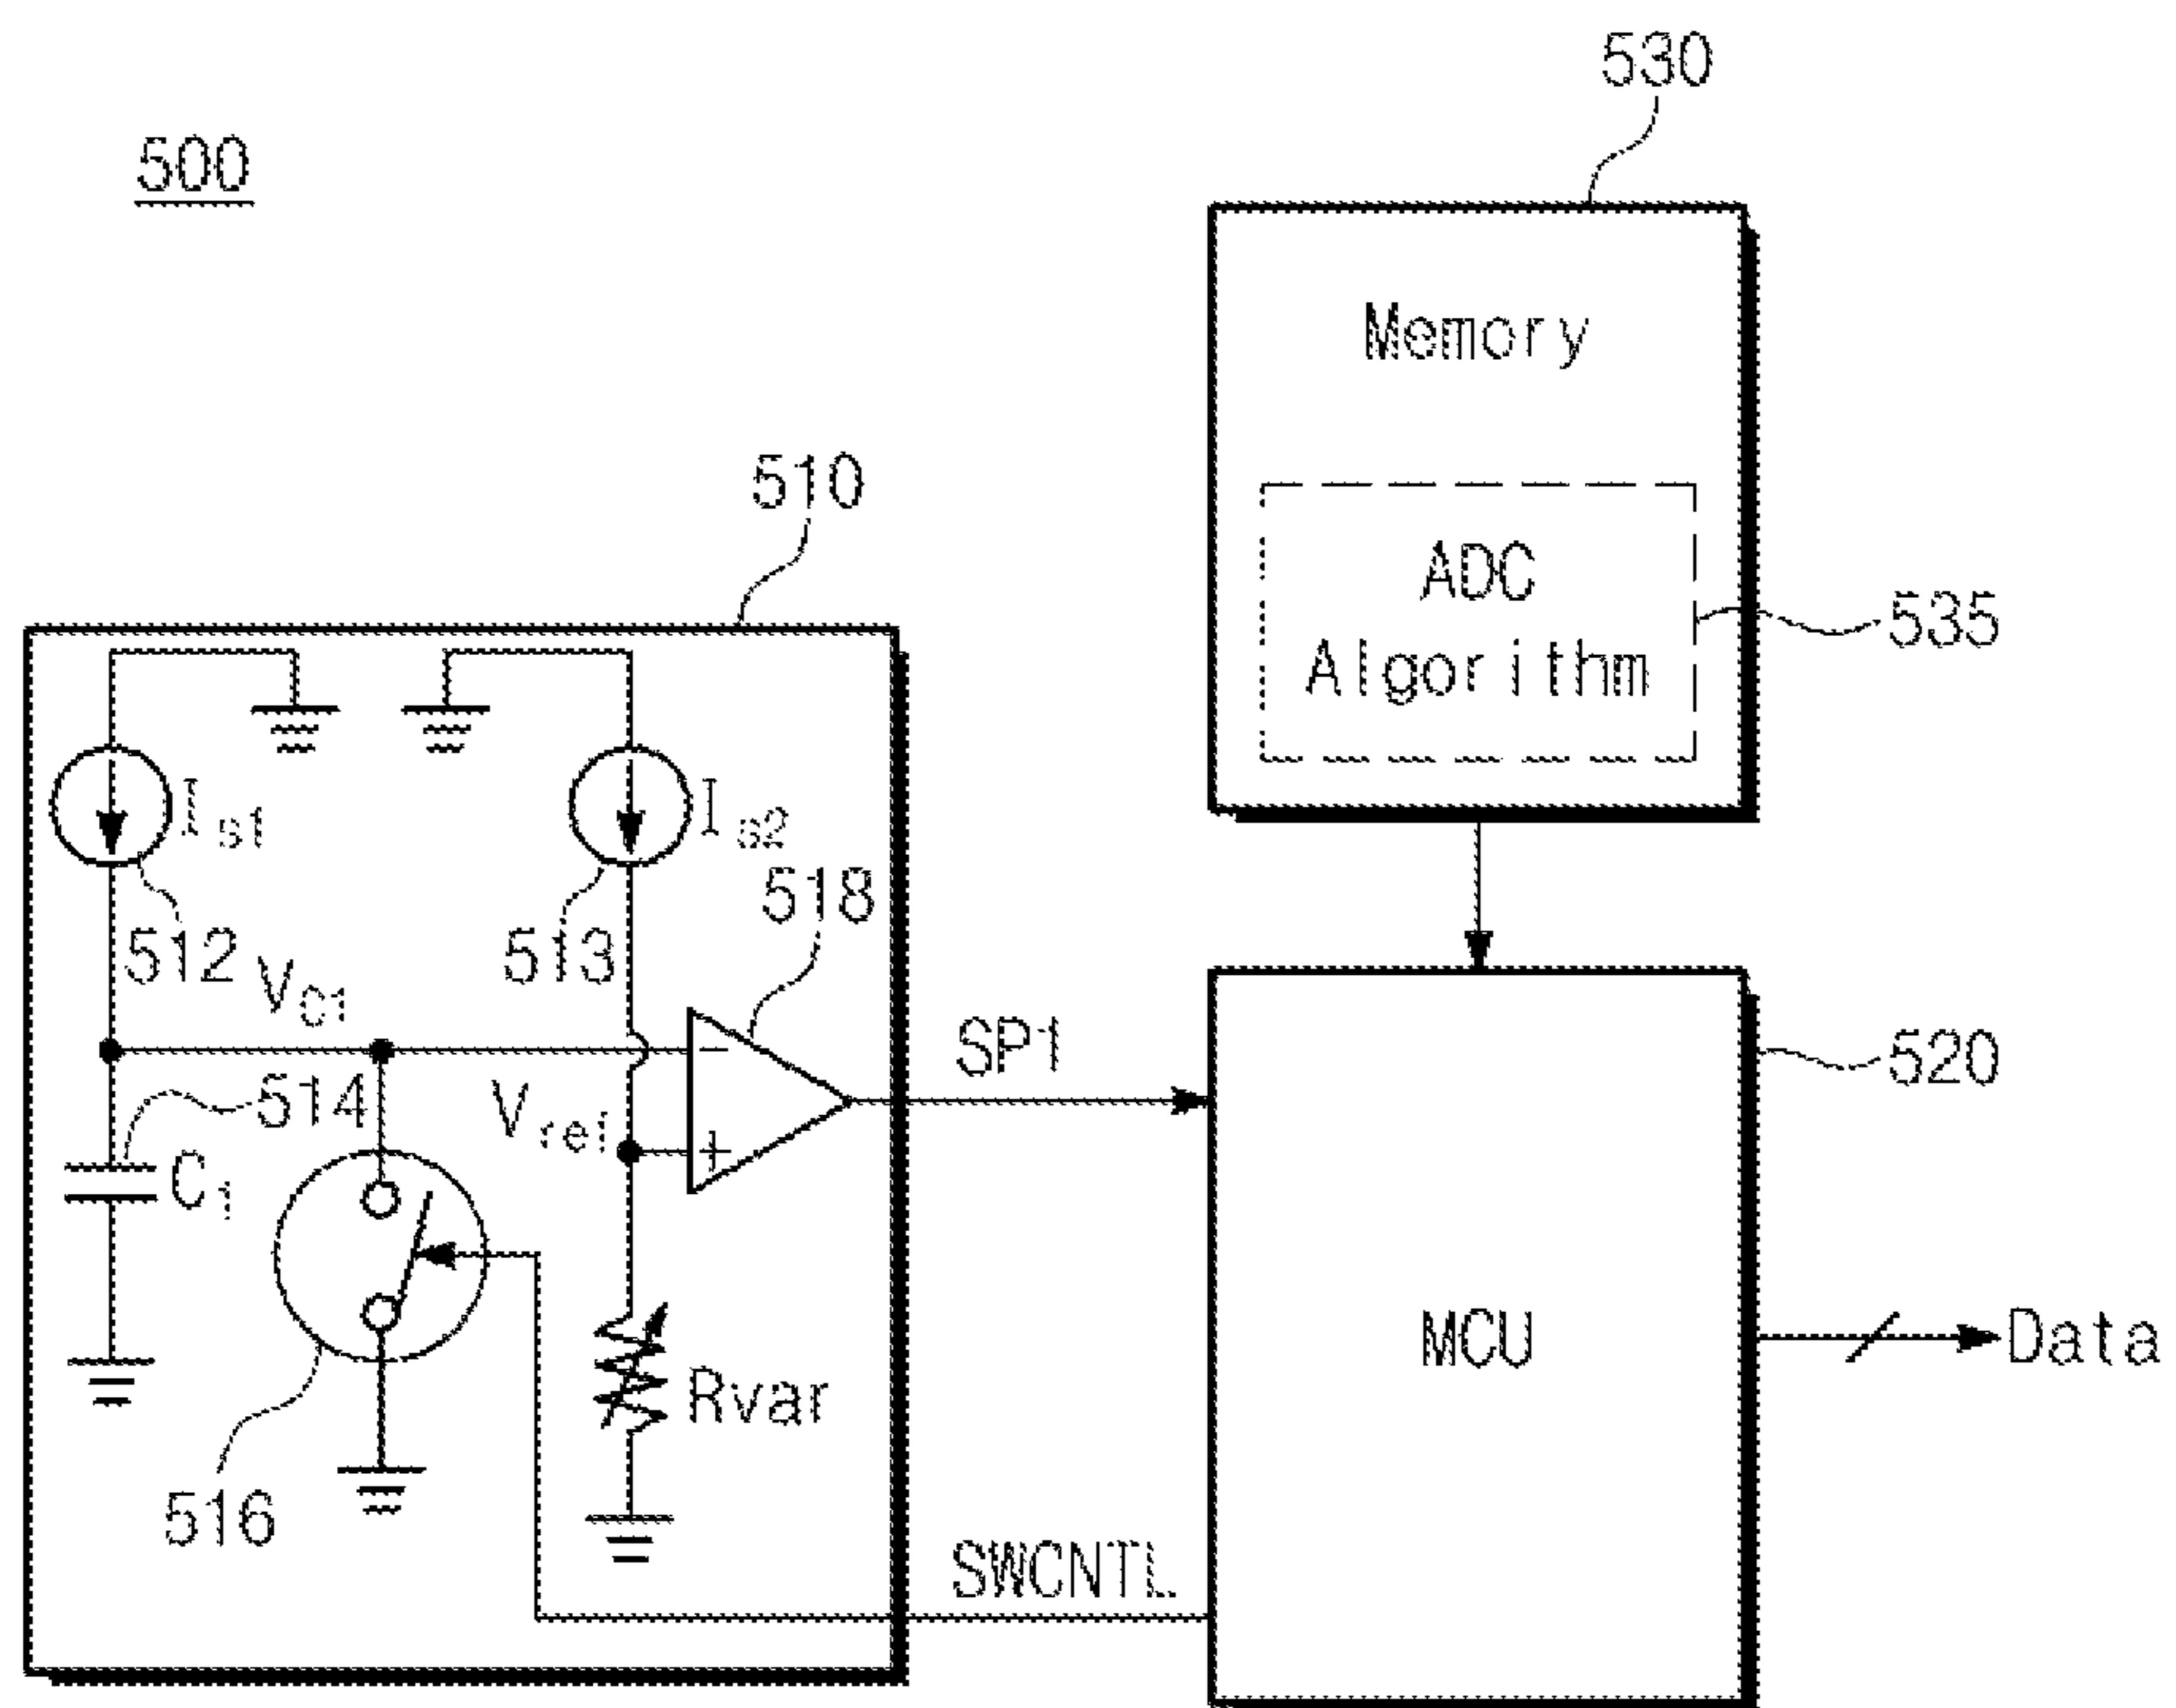 500
530
Memory
ADC
Algorithm
535
510
Is1
Is2
512
513
518
VC1
514
C1
Vref
SP1
520
MCU
Data
516
Rvar
SWCNTL